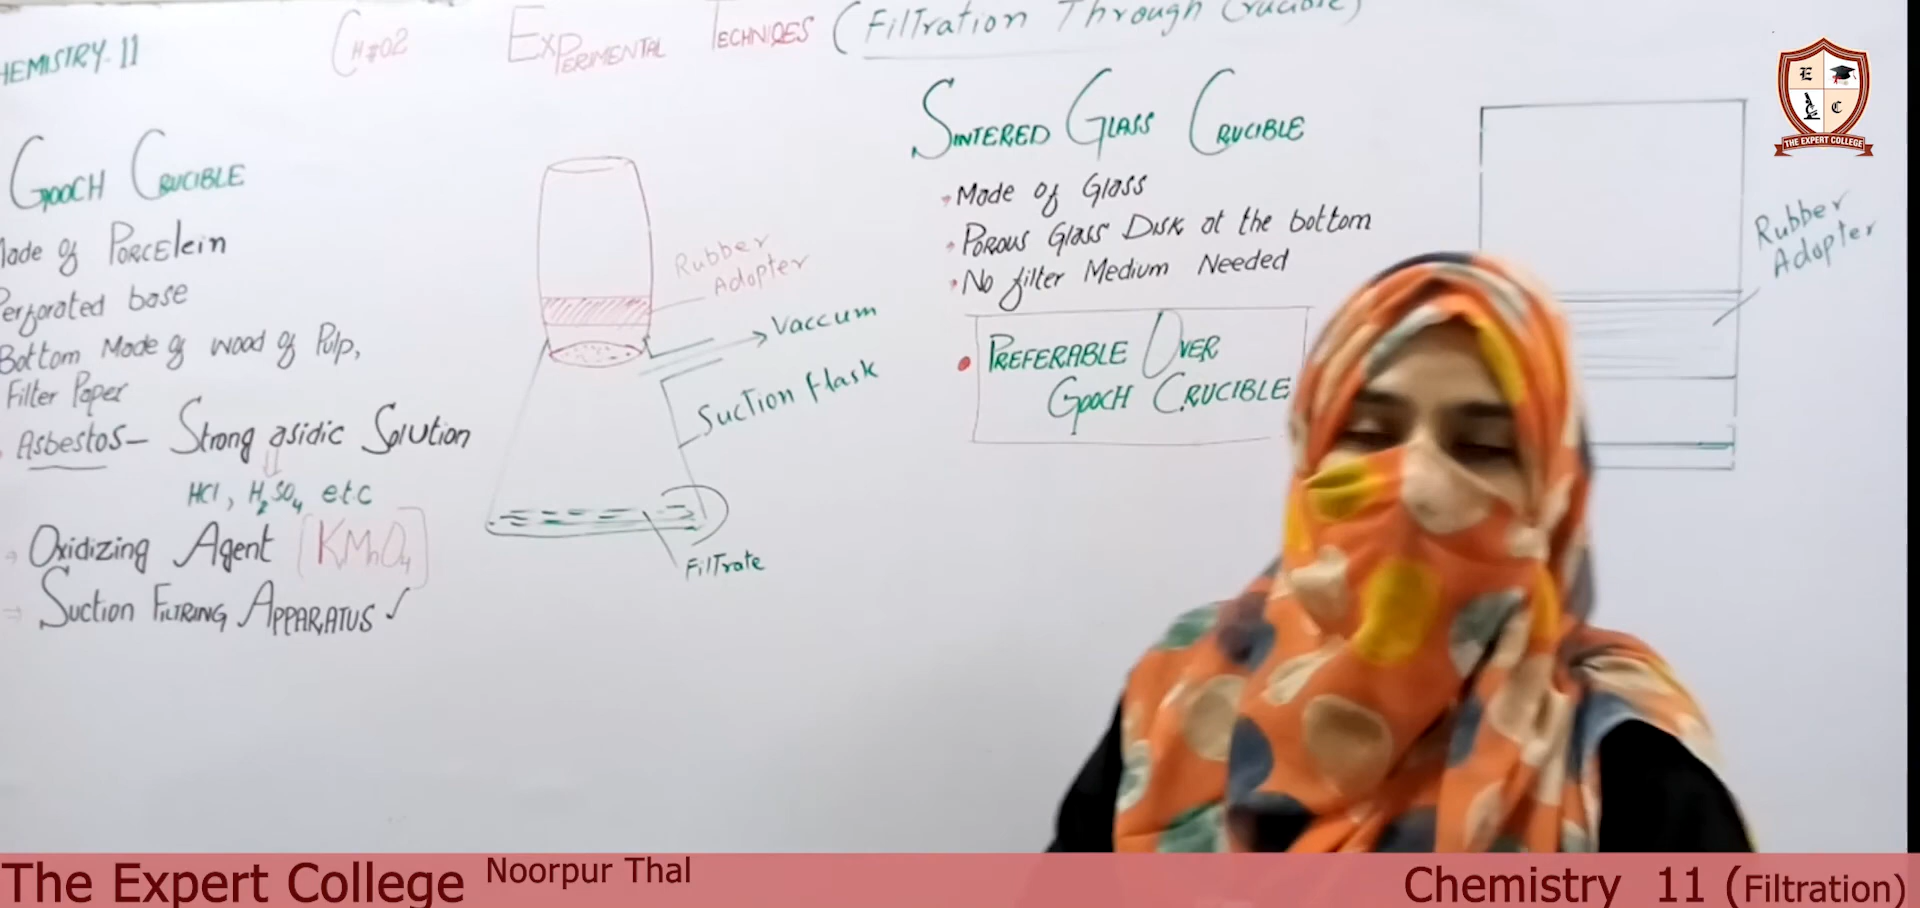 HEMISTRY. 11
CH#02
EXPERIMENTAL TECHNIQES (FilTration Through Crucible)
GOOCH CRUCIBLE
Made of PORCElein
Perforated base
Bottom Made of wood of Pulp,
Filter Paper
Asbestos– Strong asidic Solution
HCl, H2SO4 etc
Oxidizing Agent [KMnO4]
SUCTION FILTRING APPARATUS ✓
Rubber
Adopter
Vaccum
Suction flask
FilTrate
SINTERED GLASS CRUCIBLE
Made of Glass
POROUS Glass DISK at the bottom
No filter Medium Needed
PREFERABLE OVER
GOOCH CRUCIBLE
Rubber
Adopter
E
C
THE EXPERT COLLEGE
The Expert College Noorpur Thal
Chemistry 11 (Filtration)